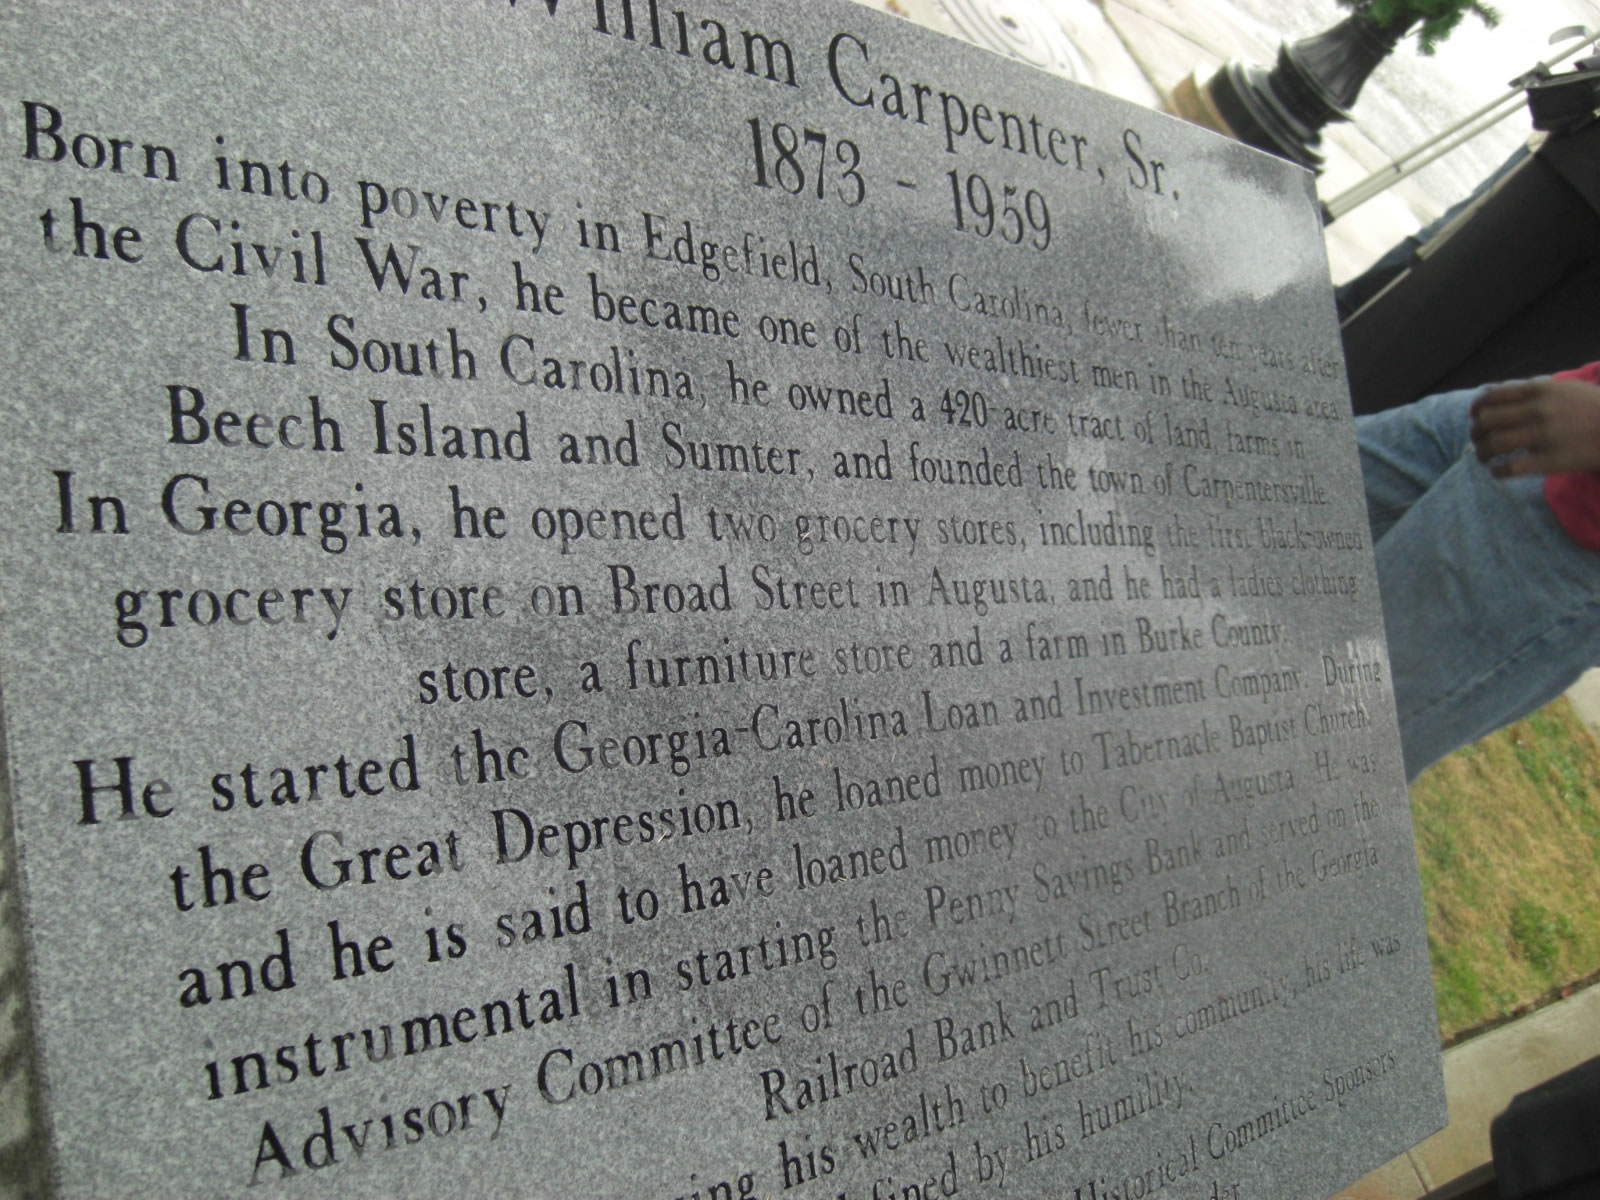 William Carpenter, Sr.
1873 - 1959
Born into poverty in Edgefield, South Carolina, fewer than ten years after
the Civil War, he became one of the wealthiest men in the Augusta area.
In South Carolina, he owned a 420-acre tract of land, farms in
Beech Island and Sumter, and founded the town of Carpentersville.
In Georgia, he opened two grocery stores, including the first black-owned
grocery store on Broad Street in Augusta, and he had a ladies clothing
store, a furniture store and a farm in Burke County.
He started the Georgia-Carolina Loan and Investment Company. During
the Great Depression, he loaned money to Tabernacle Baptist Church,
and he is said to have loaned money to the City of Augusta. He was
instrumental in starting the Penny Savings Bank and served on the
Advisory Committee of the Gwinnett Street Branch of the Georgia
Railroad Bank and Trust Co.
his wealth to benefit his community, his life was
by his humility.
Historical Committee Sponsors